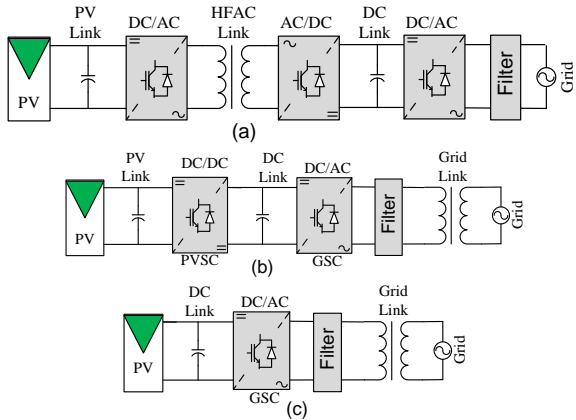 PV
Link
DC/AC
HFAC
Link
AC/DC
DC
Link
DC/AC
PV
Filter
Grid
(a)
PV
Link
DC/DC
DC
Link
DC/AC
Grid
Link
PV
PVSC
GSC
Filter
Grid
(b)
DC
Link
DC/AC
Grid
Link
PV
GSC
Filter
Grid
(c)